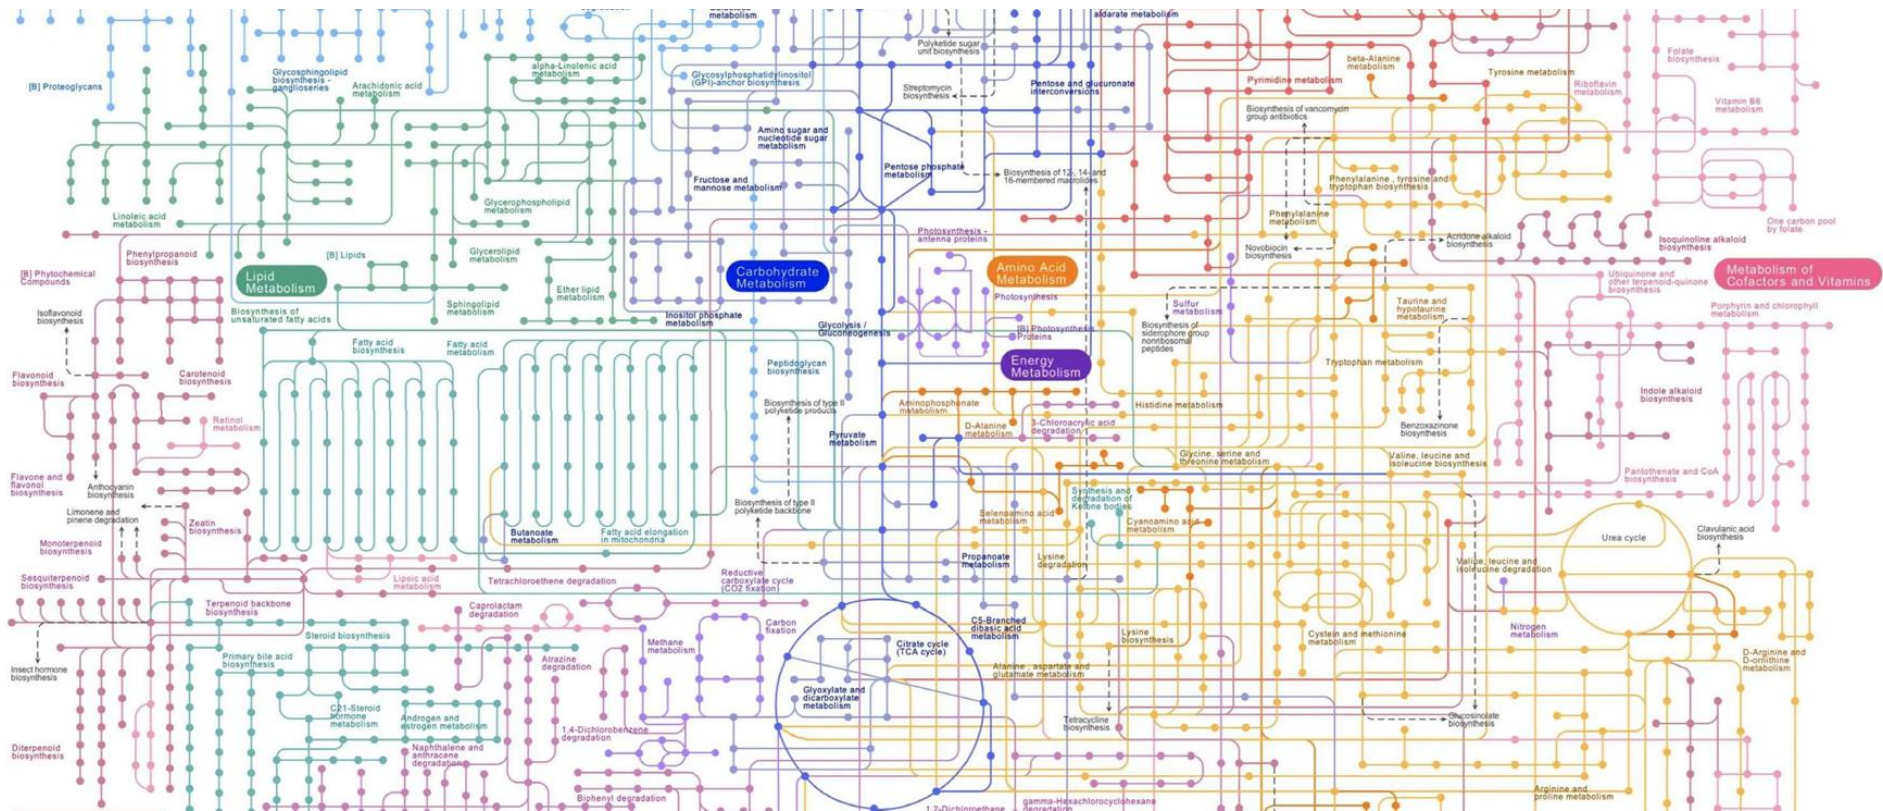 metabolism
aldarate metabolism
Polyketide sugar
unit biosynthesis
Folate
biosynthesis
beta-Alanine
metabolism
alpha-Linolenic acid
metabolism
Glycosphingolipid
biosynthesis -
ganglioseries
Glycosylphosphatidylinositol
(GPI)-anchor biosynthesis
Tyrosine metabolism
Pyrimidine metabolism
[B] Proteoglycans
Arachidonic acid
metabolism
Streptomycin
biosynthesis
Pentose and glucuronate
interconversions
Riboflavin
metabolism
Vitamin B6
metabolism
Biosynthesis of vancomycin
group antibiotics
Amino sugar and
nucleotide sugar
metabolism
Pentose phosphate
metabolism
Biosynthesis of 12-, 14- and
16-membered macrolides
Fructose and
mannose metabolism
Phenylalanine , tyrosine and
tryptophan biosynthesis
Linoleic acid
metabolism
Glycerophospholipid
metabolism
Phenylalanine
metabolism
One carbon pool
by folate
Photosynthesis -
antenna proteins
Novobiocin
biosynthesis
Acridone alkaloid
biosynthesis
Isoquinoline alkaloid
biosynthesis
Phenylpropanoid
biosynthesis
[B] Lipids
Glycerolipid
metabolism
[B] Phytochemical
Compounds
Lipid
Metabolism
Carbohydrate
Metabolism
Amino Acid
Metabolism
Metabolism of
Cofactors and Vitamins
Ubiquinone and
other terpenoid-quinone
biosynthesis
Ether lipid
metabolism
Photosynthesis
Sulfur
metabolism
Taurine and
hypotaurine
metabolism
Porphyrin and chlorophyll
metabolism
Isoflavonoid
biosynthesis
Biosynthesis of
unsaturated fatty acids
Sphingolipid
metabolism
Inositol phosphate
metabolism
Glycolysis /
Gluconeogenesis
[B] Photosynthesis
Proteins
Biosynthesis of
siderophore group
nonribosomal
peptides
Fatty acid
biosynthesis
Fatty acid
metabolism
Energy
Metabolism
Tryptophan metabolism
Peptidoglycan
biosynthesis
Flavonoid
biosynthesis
Carotenoid
biosynthesis
Indole alkaloid
biosynthesis
Biosynthesis of type II
polyketide products
Aminophosphonate
metabolism
Histidine metabolism
Retinol
metabolism
D-Alanine
metabolism
3-Chloroacrylic acid
degradation
Benzoxazinone
biosynthesis
Pyruvate
metabolism
Glycine, serine and
threonine metabolism
Valine, leucine and
isoleucine biosynthesis
Flavone and
flavonol
biosynthesis
Anthocyanin
biosynthesis
Pantothenate and CoA
biosynthesis
Synthesis and
degradation of
Ketone bodies
Biosynthesis of type II
polyketide backbone
Limonene and
pinene degradation
Zeatin
biosynthesis
Selenoamino acid
metabolism
Cyanoamino acid
metabolism
Butanoate
metabolism
Fatty acid elongation
in mitochondria
Urea cycle
Clavulanic acid
biosynthesis
Monoterpenoid
biosynthesis
Propanoate
metabolism
Lysine
degradation
Valine, leucine and
isoleucine degradation
Sesquiterpenoid
biosynthesis
Lipoic acid
metabolism
Tetrachloroethene degradation
Reductive
carboxylate cycle
(CO2 fixation)
Terpenoid backbone
biosynthesis
Caprolactam
degradation
Carbon
fixation
C5-Branched
dibasic acid
metabolism
Nitrogen
metabolism
Steroid biosynthesis
Methane
metabolism
Citrate cycle
(TCA cycle)
Lysine
biosynthesis
Cystein and methionine
metabolism
Primary bile acid
biosynthesis
Atrazine
degradation
Alanine , aspartate and
glutamate metabolism
D-Arginine and
D-ornithine
metabolism
Insect hormone
biosynthesis
Glyoxylate and
dicarboxylate
metabolism
C21-Steroid
hormone
metabolism
Androgen and
estrogen metabolism
Tetracycline
biosynthesis
Glucosinolate
biosynthesis
1,4-Dichlorobenzene
degradation
Diterpenoid
biosynthesis
Naphthalene and
anthracene
degradation
Biphenyl degradation
Arginine and
proline metabolism
1,2-Dichloroethane
gamma-Hexachlorocyclohexane
degradation